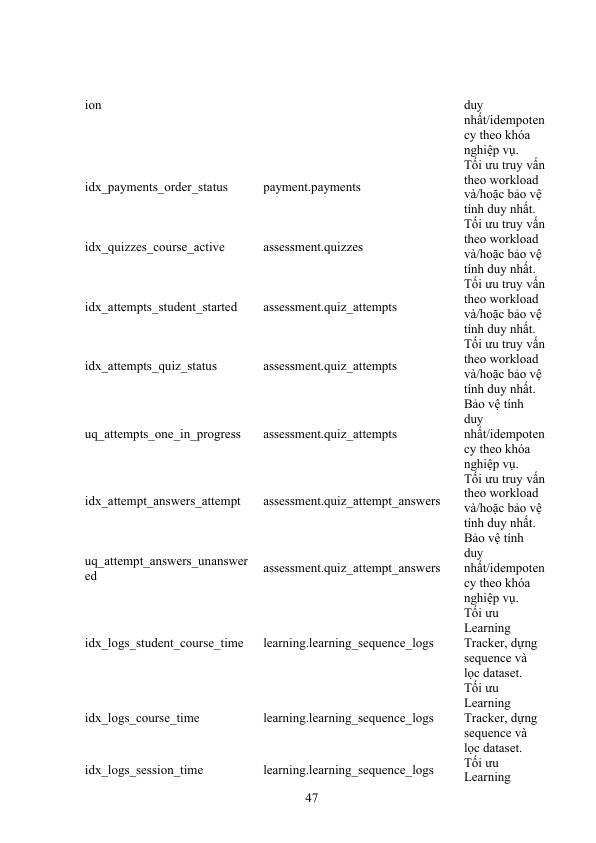 ion
duy
nhất/idempoten
cy theo khóa
nghiệp vụ.
idx_payments_order_status
payment.payments
Tối ưu truy vấn
theo workload
và/hoặc bảo vệ
tính duy nhất.
idx_quizzes_course_active
assessment.quizzes
Tối ưu truy vấn
theo workload
và/hoặc bảo vệ
tính duy nhất.
idx_attempts_student_started
assessment.quiz_attempts
Tối ưu truy vấn
theo workload
và/hoặc bảo vệ
tính duy nhất.
idx_attempts_quiz_status
assessment.quiz_attempts
Tối ưu truy vấn
theo workload
và/hoặc bảo vệ
tính duy nhất.
uq_attempts_one_in_progress
assessment.quiz_attempts
Bảo vệ tính
duy
nhất/idempoten
cy theo khóa
nghiệp vụ.
idx_attempt_answers_attempt
assessment.quiz_attempt_answers
Tối ưu truy vấn
theo workload
và/hoặc bảo vệ
tính duy nhất.
uq_attempt_answers_unanswer
ed
assessment.quiz_attempt_answers
Bảo vệ tính
duy
nhất/idempoten
cy theo khóa
nghiệp vụ.
idx_logs_student_course_time
learning.learning_sequence_logs
Tối ưu
Learning
Tracker, dựng
sequence và
lọc dataset.
idx_logs_course_time
learning.learning_sequence_logs
Tối ưu
Learning
Tracker, dựng
sequence và
lọc dataset.
idx_logs_session_time
learning.learning_sequence_logs
Tối ưu
Learning
47